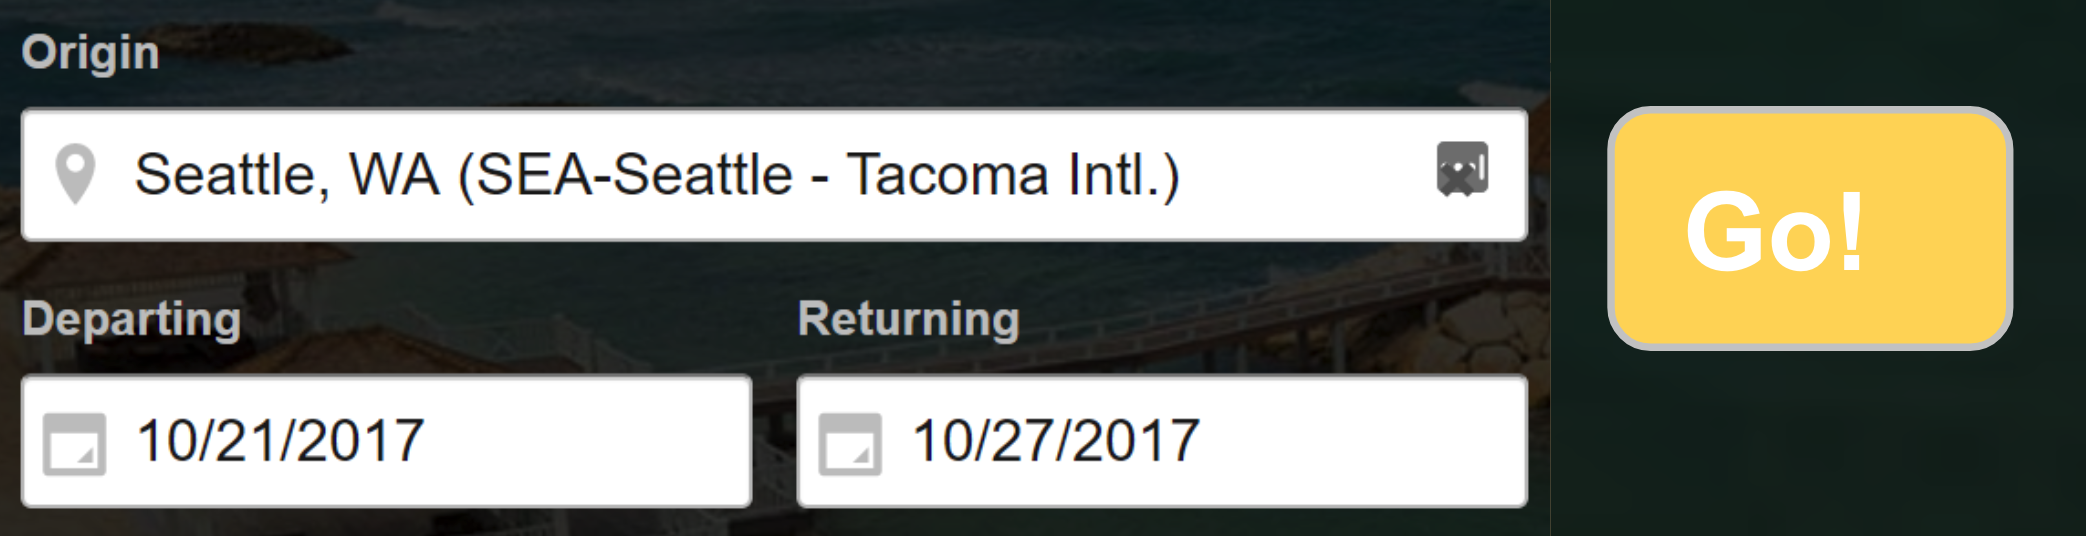 Origin
Seattle, WA (SEA-Seattle - Tacoma Intl.)
Go!
Departing
Returning
10/21/2017
10/27/2017